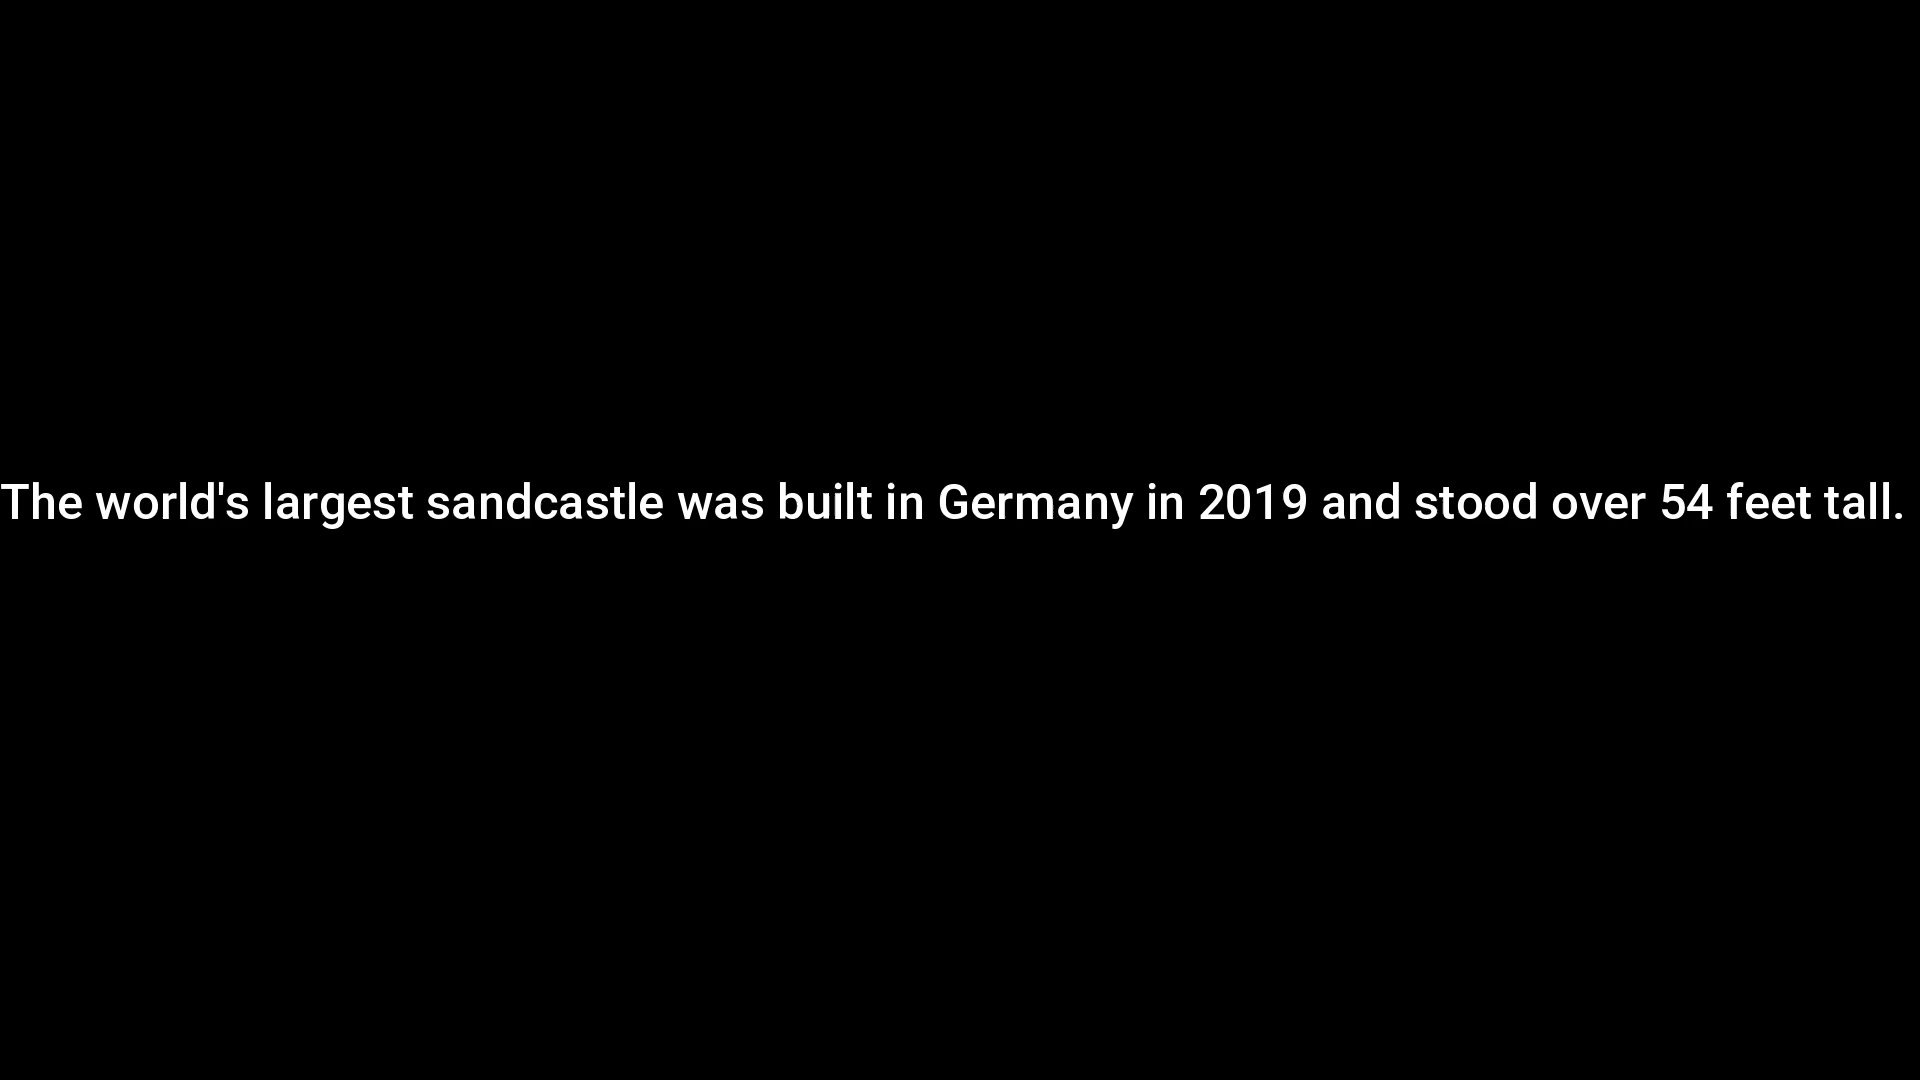 The world's largest sandcastle was built in Germany in 2019 and stood over 54 feet tall.